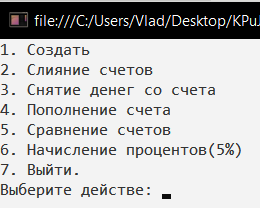 file:///C:/Users/Vlad/Desktop/KPuJ
1. Создать
2. Слияние счетов
3. Снятие денег со счета
4. Пополнение счета
5. Сравнение счетов
6. Начисление процентов(5%)
7. Выйти.
Выберите действе: